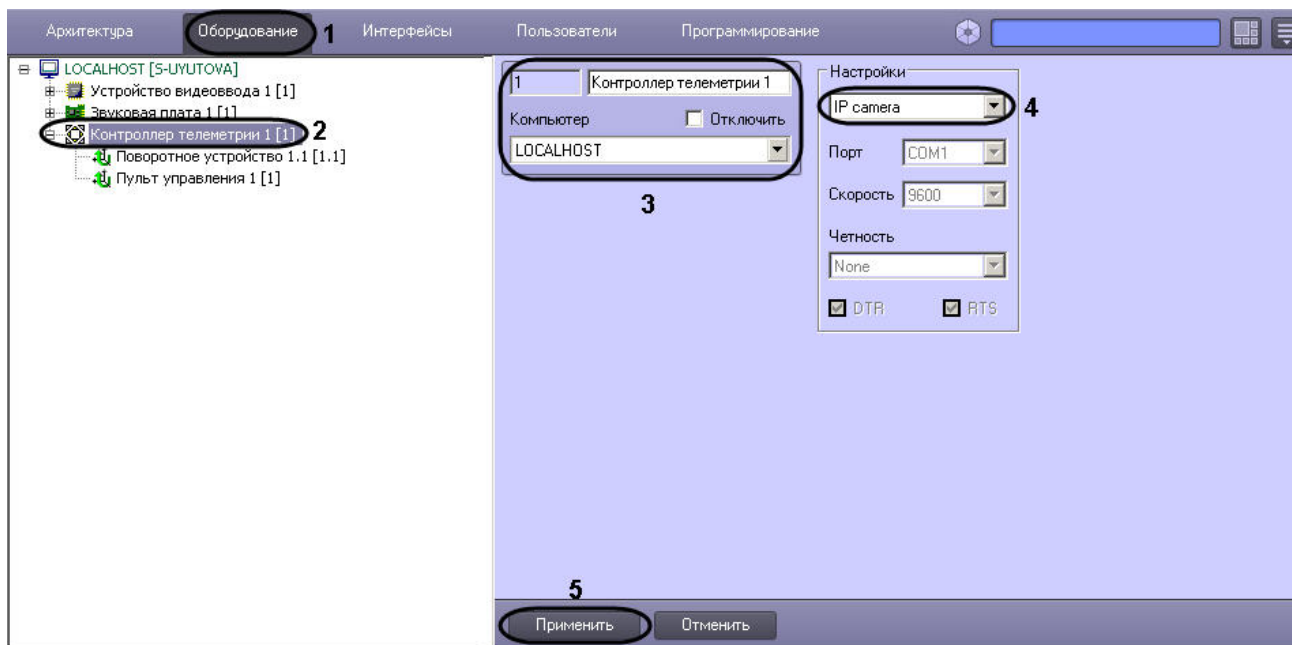 Архитектура Оборудование 1 Интерфейсы Пользователи Программирование
LOCALHOST [S-UYUTOVA]
Устройство видеоввода 1 [1]
Звуковая плата 1 [1]
Контроллер телеметрии 1 [1] 2
Поворотное устройство 1.1 [1.1]
Пульт управления 1 [1]
1 Контроллер телеметрии 1
Компьютер Отключить
LOCALHOST
3
Настройки
IP camera 4
Порт COM1
Скорость 9600
Четность
None
DTR RTS
5
Применить Отменить